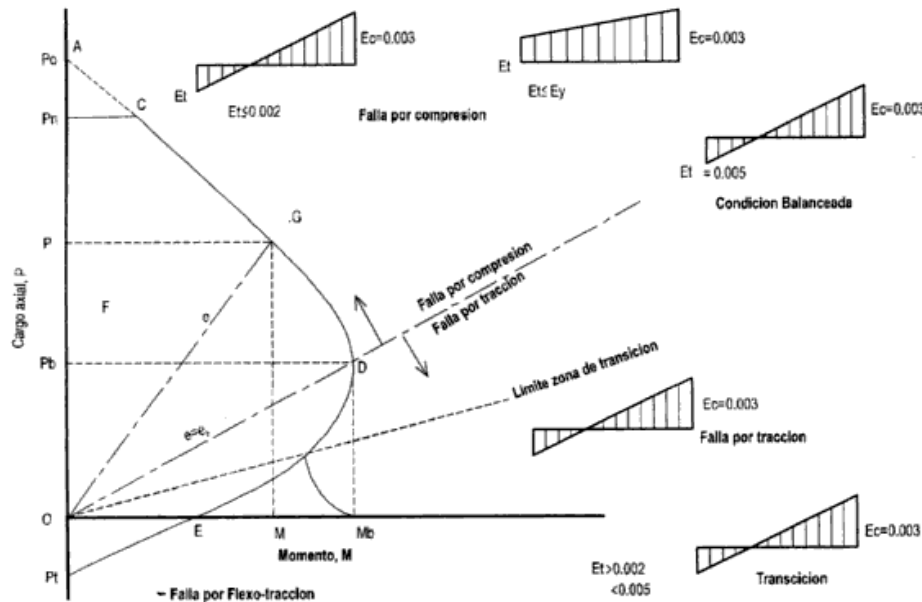 A
Po
C
Pn
.G
P
F
e
Cargo axial, P
Pb
D
e=e,
O
E
M
Mb
Momento, M
Pt
– Falla por Flexo-traccion
Ec=0.003
Et
Et≤0.002
Falla por compresion
Ec=0.003
Et
Et≤ Ey
Ec=0.003
Et = 0.005
Condicion Balanceada
Falla por compresion
Falla por traccion
Limite zona de transicion
Ec=0.003
Falla por traccion
Ec=0.003
Et>0.002
<0.005
Transcicion